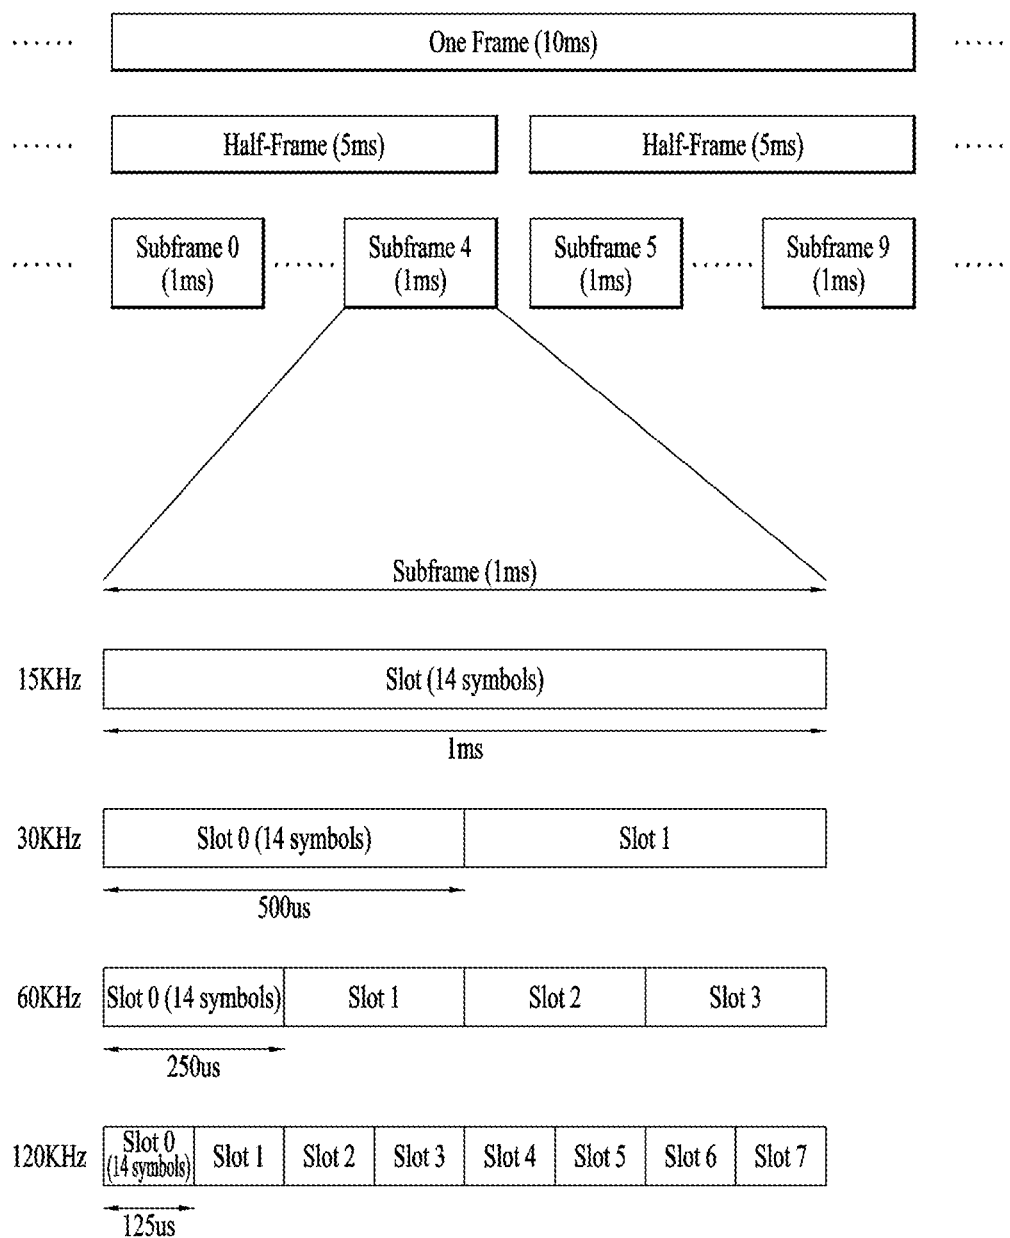 One Frame (10ms)
Half-Frame (5ms)
Half-Frame (5ms)
Subframe 0
(1ms)
Subframe 4
(1ms)
Subframe 5
(1ms)
Subframe 9
(1ms)
Subframe (1ms)
15KHz
Slot (14 symbols)
1ms
30KHz
Slot 0 (14 symbols)
Slot 1
500us
60KHz
Slot 0 (14 symbols)
Slot 1
Slot 2
Slot 3
250us
120KHz
Slot 0
(14 symbols)
Slot 1
Slot 2
Slot 3
Slot 4
Slot 5
Slot 6
Slot 7
125us